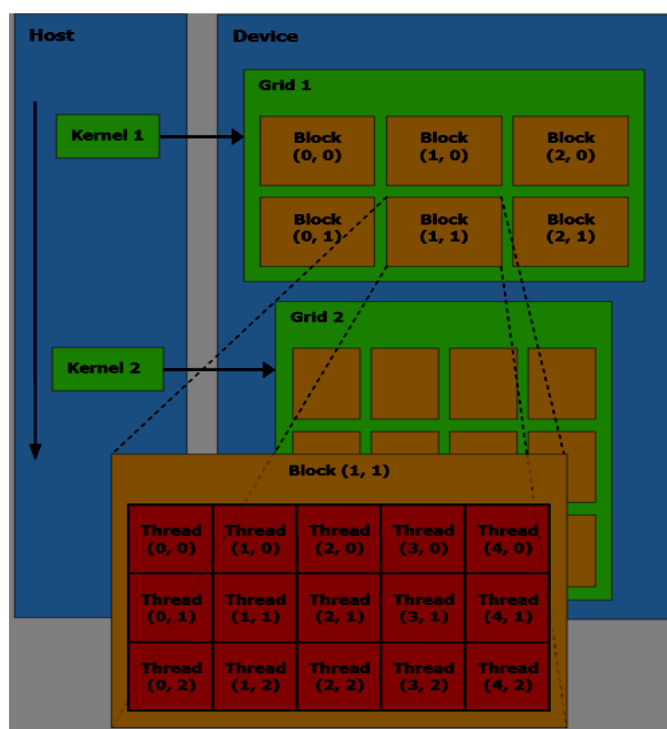 Host
Device
Grid 1
Kernel 1
Block
(0, 0)
Block
(1, 0)
Block
(2, 0)
Block
(0, 1)
Block
(1, 1)
Block
(2, 1)
Grid 2
Kernel 2
Block (1, 1)
Thread
(0, 0)
Thread
(1, 0)
Thread
(2, 0)
Thread
(3, 0)
Thread
(4, 0)
Thread
(0, 1)
Thread
(1, 1)
Thread
(2, 1)
Thread
(3, 1)
Thread
(4, 1)
Thread
(0, 2)
Thread
(1, 2)
Thread
(2, 2)
Thread
(3, 2)
Thread
(4, 2)